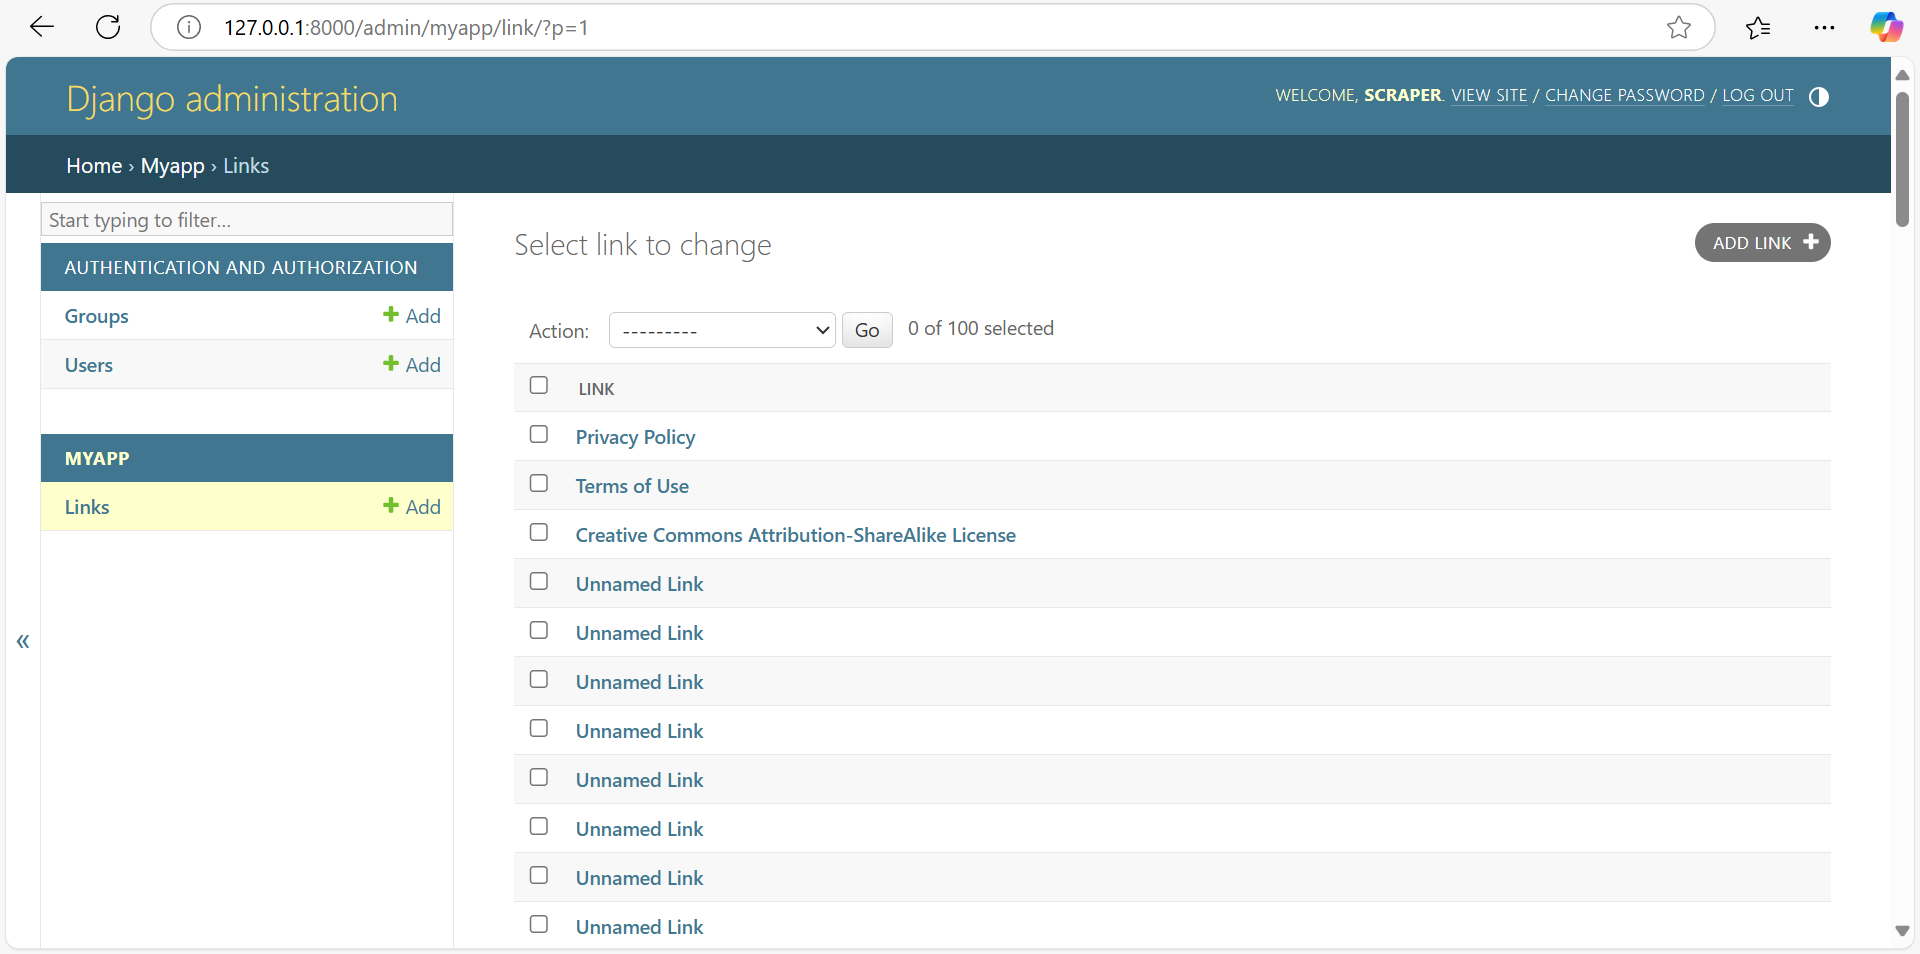 127.0.0.1:8000/admin/myapp/link/?p=1
Django administration
WELCOME, SCRAPER. VIEW SITE / CHANGE PASSWORD / LOG OUT
Home › Myapp › Links
Start typing to filter...
AUTHENTICATION AND AUTHORIZATION
Groups + Add
Users + Add
MYAPP
Links + Add
«
Select link to change
ADD LINK +
Action: --------- Go 0 of 100 selected
LINK
Privacy Policy
Terms of Use
Creative Commons Attribution-ShareAlike License
Unnamed Link
Unnamed Link
Unnamed Link
Unnamed Link
Unnamed Link
Unnamed Link
Unnamed Link
Unnamed Link